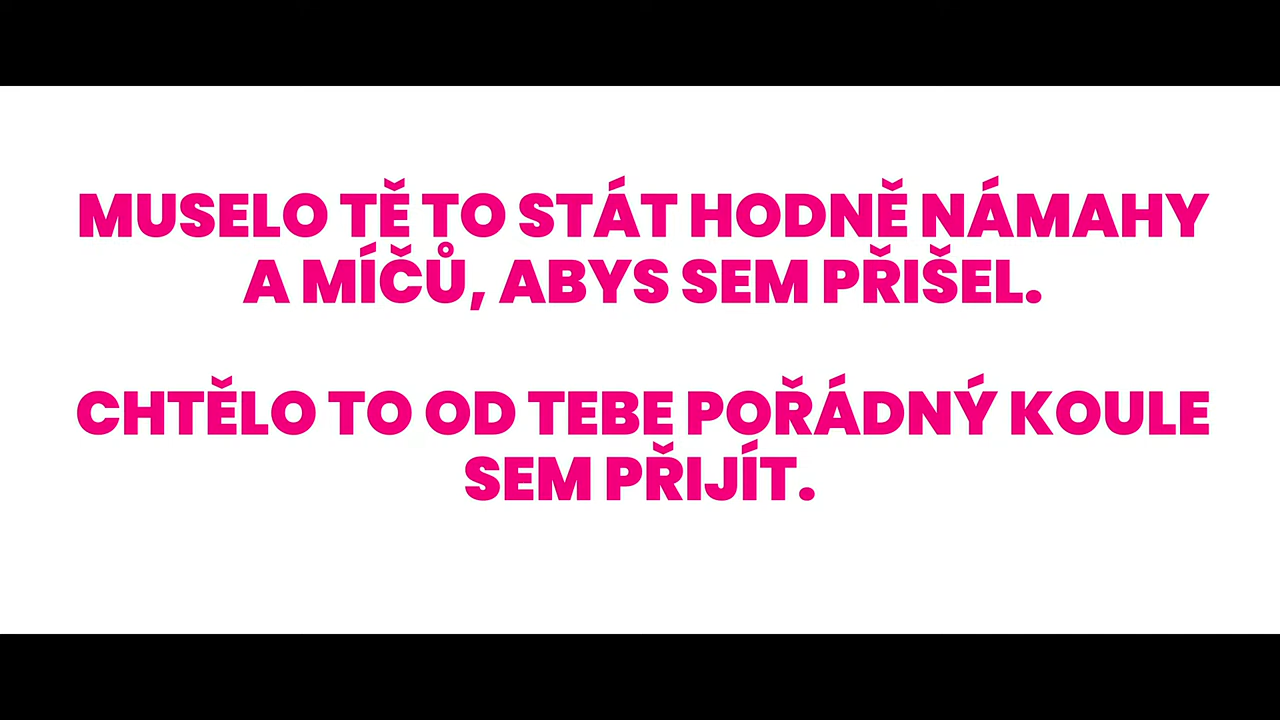 MUSELO TĚ TO STÁT HODNĚ NÁMAHY
A MÍČŮ, ABYS SEM PŘIŠEL.
CHTĚLO TO OD TEBE POŘÁDNÝ KOULE
SEM PŘIJÍT.